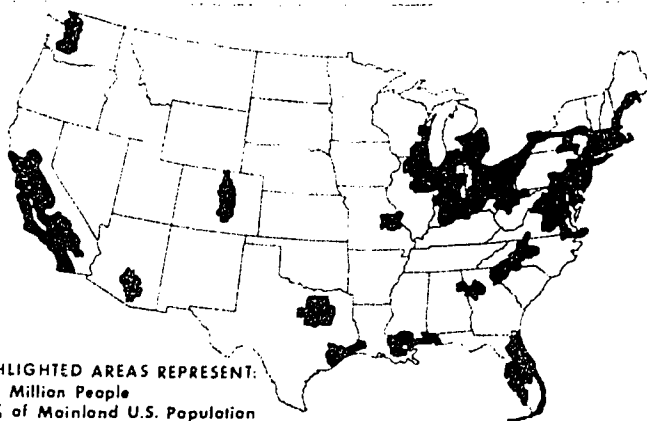 HLIGHTED AREAS REPRESENT:
Million People
of Mainland U.S. Population